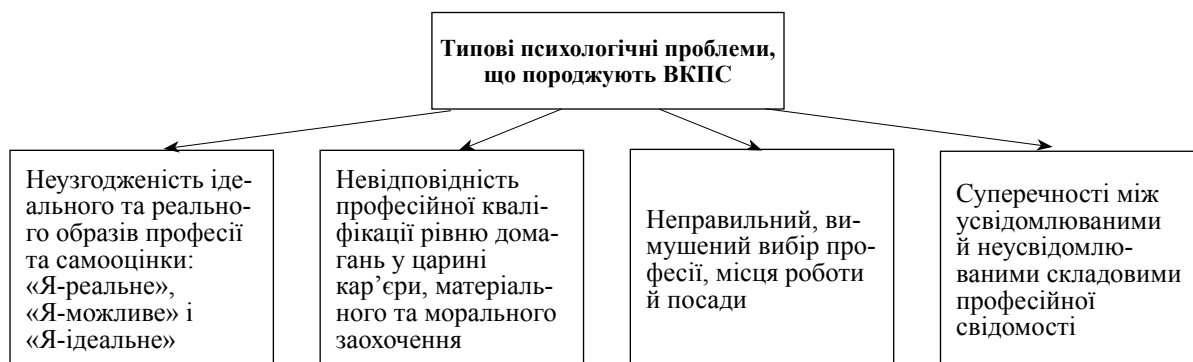 Типові психологічні проблеми,
що породжують ВКПС
Неузгодженість іде-
ального та реально-
го образів професії
та самооцінки:
«Я-реальне»,
«Я-можливе» і
«Я-ідеальне»
Невідповідність
професійної квалі-
фікації рівню дома-
гань у царині
кар’єри, матеріаль-
ного та морального
заохочення
Неправильний, ви-
мушений вибір про-
фесії, місця роботи
й посади
Суперечності між
усвідомлюваними
й неусвідомлю-
ваними складовими
професійної
свідомості